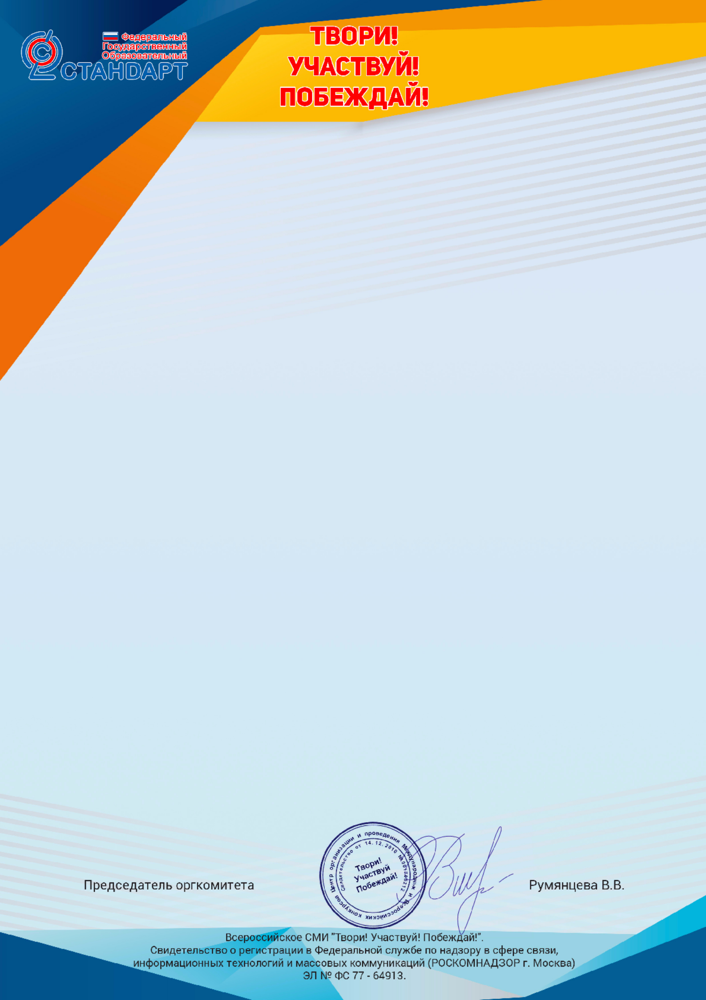 Федеральный
Государственный
Образовательный
СТАНДАРТ
ТВОРИ!
УЧАСТВУЙ!
ПОБЕЖДАЙ!
Центр организации и проведения Международных и Всероссийских конкурсов
Свидетельство от 14.12.2010
Твори!
Участвуй
Побеждай!
Председатель оргкомитета
Румянцева В.В.
Всероссийское СМИ "Твори! Участвуй! Побеждай!".
Свидетельство о регистрации в Федеральной службе по надзору в сфере связи,
информационных технологий и массовых коммуникаций (РОСКОМНАДЗОР г. Москва)
ЭЛ № ФС 77 - 64913.